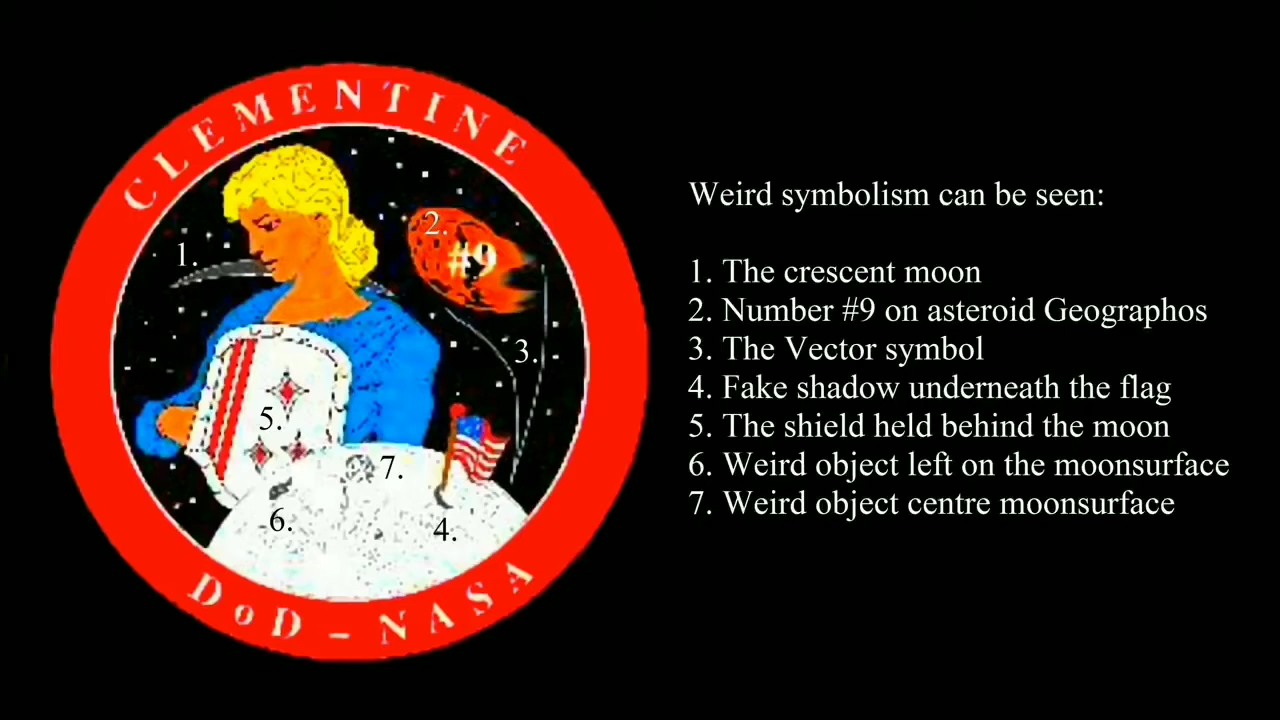 CLEMENTINE
DoD - NASA
1.
2.
#9
3.
5.
7.
6.
4.
Weird symbolism can be seen:
1. The crescent moon
2. Number #9 on asteroid Geographos
3. The Vector symbol
4. Fake shadow underneath the flag
5. The shield held behind the moon
6. Weird object left on the moonsurface
7. Weird object centre moonsurface